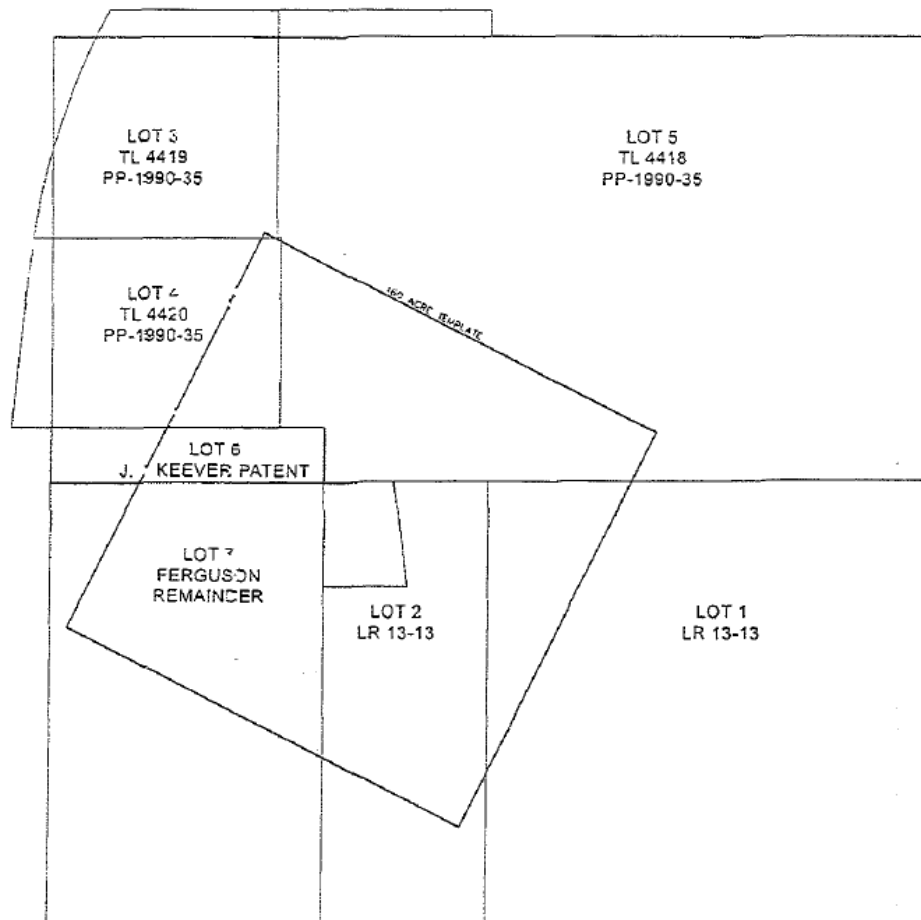 LOT 3
TL 4419
PP-1990-35
LOT 5
TL 4418
PP-1990-35
LOT 4
TL 4420
PP-1990-35
160 ACRE TEMPLATE
LOT 6
J. KEEVER PATENT
LOT 7
FERGUSON
REMAINDER
LOT 2
LR 13-13
LOT 1
LR 13-13